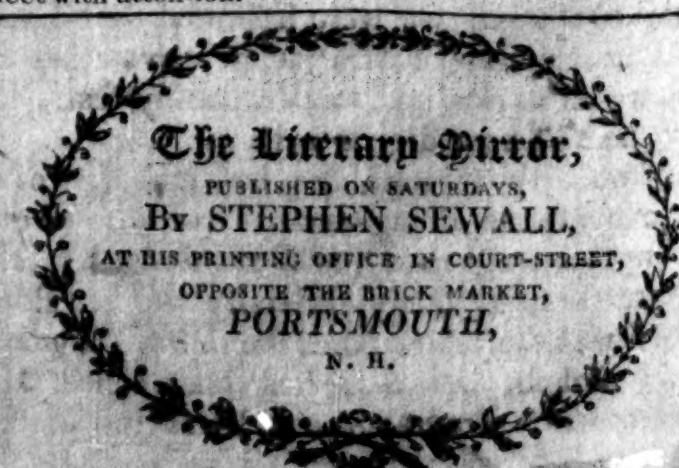 The Literary Mirror,
PUBLISHED ON SATURDAYS,
BY STEPHEN SEWALL,
AT HIS PRINTING OFFICE IN COURT-STREET,
OPPOSITE THE BRICK MARKET,
PORTSMOUTH,
N. H.